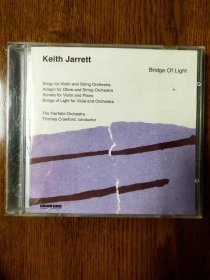 Keith Jarrett
Bridge Of Light
Elegy for Violin and String Orchestra
Adagio for Oboe and String Orchestra
Sonata for Violin and Piano
Bridge of Light for Viola and Orchestra
The Fairfield Orchestra
Thomas Crawford, conductor